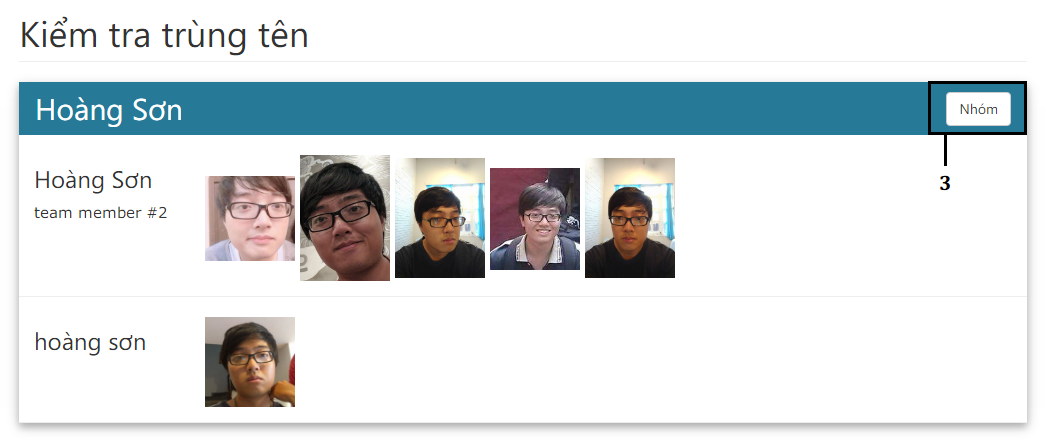 Kiểm tra trùng tên
Hoàng Sơn
Nhóm
3
Hoàng Sơn
team member #2
hoàng sơn